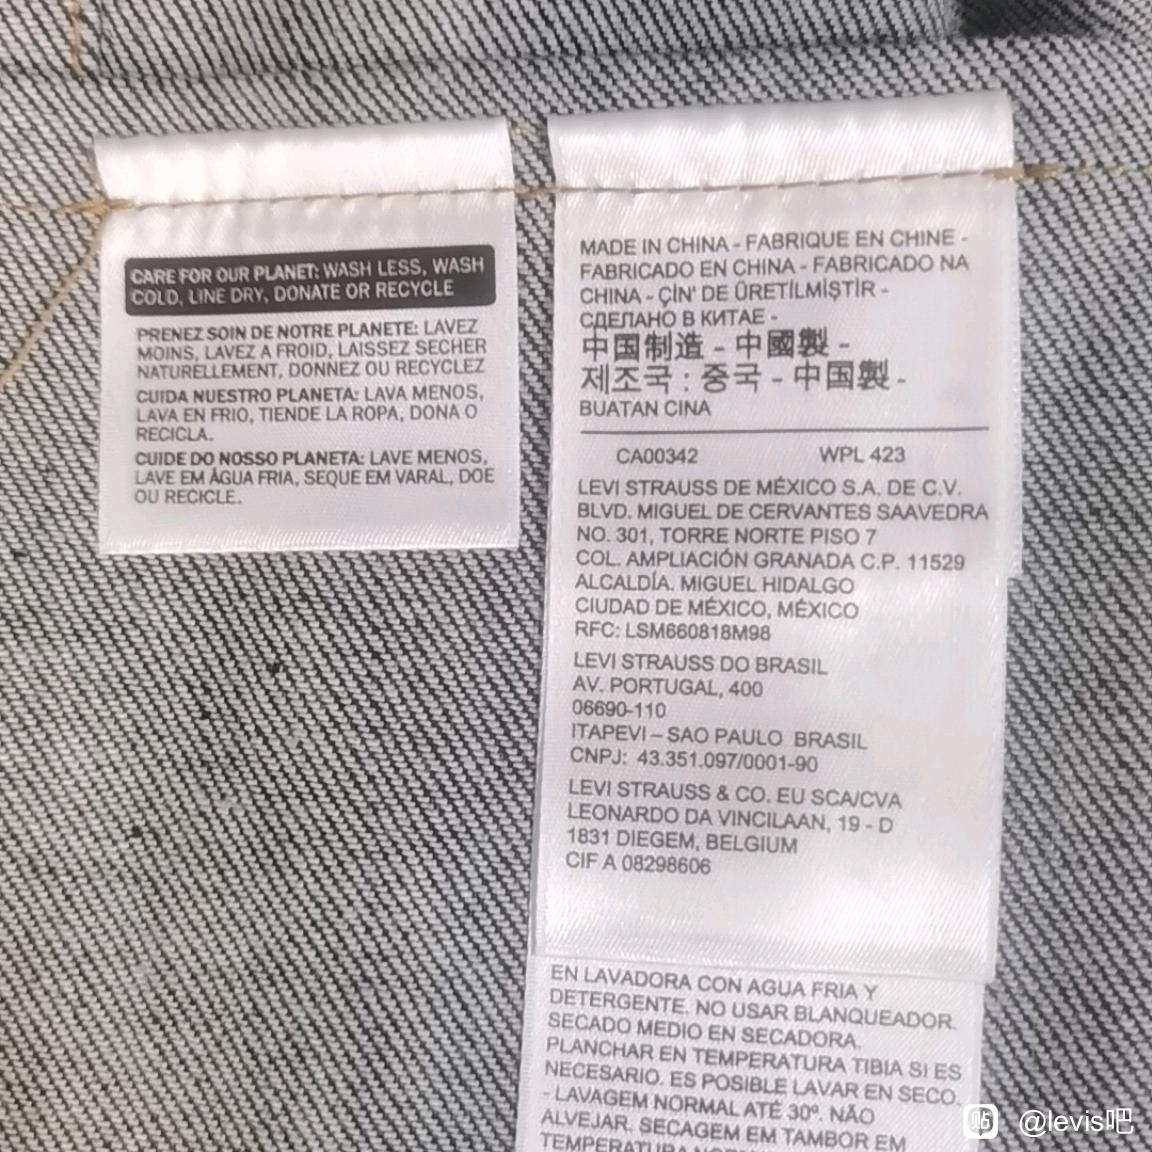 CARE FOR OUR PLANET: WASH LESS, WASH
COLD, LINE DRY, DONATE OR RECYCLE
PRENEZ SOIN DE NOTRE PLANETE: LAVEZ
MOINS, LAVEZ A FROID, LAISSEZ SECHER
NATURELLEMENT, DONNEZ OU RECYCLEZ
CUIDA NUESTRO PLANETA: LAVA MENOS,
LAVA EN FRIO, TIENDE LA ROPA, DONA O
RECICLA.
CUIDE DO NOSSO PLANETA: LAVE MENOS,
LAVE EM ÁGUA FRIA, SEQUE EM VARAL, DOE
OU RECICLE.
MADE IN CHINA - FABRIQUE EN CHINE -
FABRICADO EN CHINA - FABRICADO NA
CHINA - ÇİN' DE ÜRETİLMİŞTİR -
СДЕЛАНО В КИТАЕ -
中国制造 - 中國製 -
제조국 : 중국 - 中国製 -
BUATAN CINA
CA00342 WPL 423
LEVI STRAUSS DE MÉXICO S.A. DE C.V.
BLVD. MIGUEL DE CERVANTES SAAVEDRA
NO. 301, TORRE NORTE PISO 7
COL. AMPLIACIÓN GRANADA C.P. 11529
ALCALDÍA. MIGUEL HIDALGO
CIUDAD DE MÉXICO, MÉXICO
RFC: LSM660818M98
LEVI STRAUSS DO BRASIL
AV. PORTUGAL, 400
06690-110
ITAPEVI – SAO PAULO BRASIL
CNPJ: 43.351.097/0001-90
LEVI STRAUSS & CO. EU SCA/CVA
LEONARDO DA VINCILAAN, 19 - D
1831 DIEGEM, BELGIUM
CIF A 08298606
EN LAVADORA CON AGUA FRIA Y
DETERGENTE. NO USAR BLANQUEADOR.
SECADO MEDIO EN SECADORA.
PLANCHAR EN TEMPERATURA TIBIA SI ES
NECESARIO. ES POSIBLE LAVAR EN SECO.
- LAVAGEM NORMAL ATÉ 30º. NÃO
ALVEJAR. SECAGEM EM TAMBOR EM
TEMPERATURA
贴 @levis吧